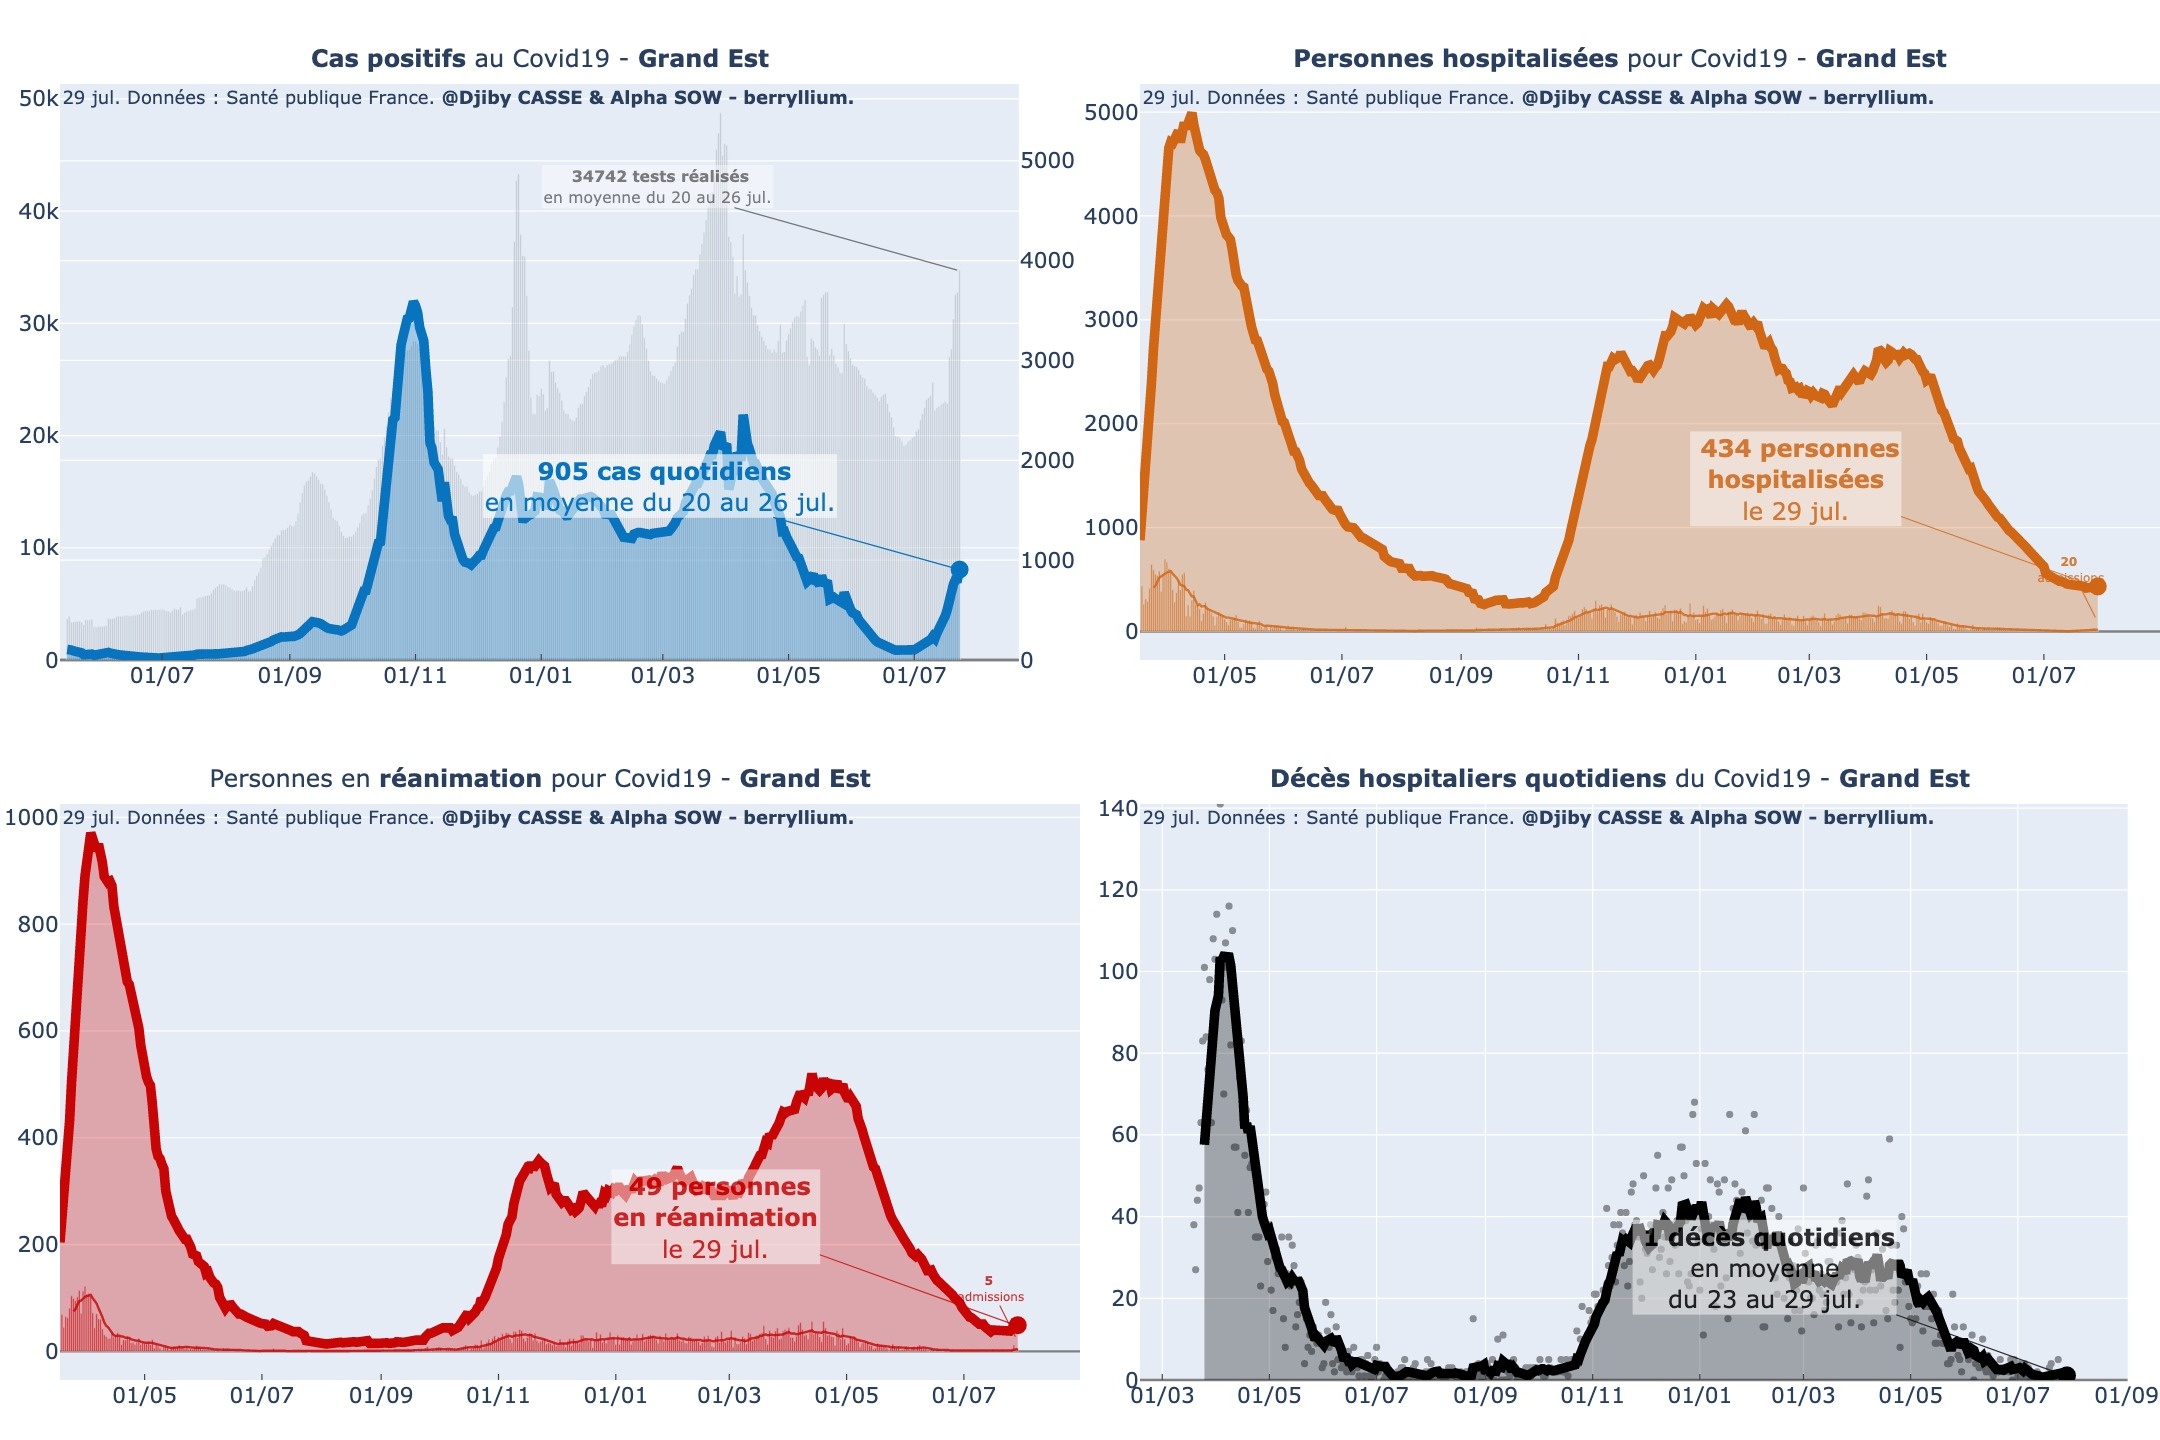 Cas positifs au Covid19 - Grand Est
29 jul. Données : Santé publique France. @Djiby CASSE & Alpha SOW - berryllium.
50k
40k
30k
20k
10k
0
5000
4000
3000
2000
1000
0
34742 tests réalisés
en moyenne du 20 au 26 jul.
905 cas quotidiens
en moyenne du 20 au 26 jul.
01/07 01/09 01/11 01/01 01/03 01/05 01/07
Personnes hospitalisées pour Covid19 - Grand Est
29 jul. Données : Santé publique France. @Djiby CASSE & Alpha SOW - berryllium.
5000
4000
3000
2000
1000
0
434 personnes
hospitalisées
le 29 jul.
20
admissions
01/05 01/07 01/09 01/11 01/01 01/03 01/05 01/07
Personnes en réanimation pour Covid19 - Grand Est
29 jul. Données : Santé publique France. @Djiby CASSE & Alpha SOW - berryllium.
1000
800
600
400
200
0
49 personnes
en réanimation
le 29 jul.
5
admissions
01/05 01/07 01/09 01/11 01/01 01/03 01/05 01/07
Décès hospitaliers quotidiens du Covid19 - Grand Est
29 jul. Données : Santé publique France. @Djiby CASSE & Alpha SOW - berryllium.
140
120
100
80
60
40
20
0
1 décès quotidiens
en moyenne
du 23 au 29 jul.
01/03 01/05 01/07 01/09 01/11 01/01 01/03 01/05 01/07 01/09